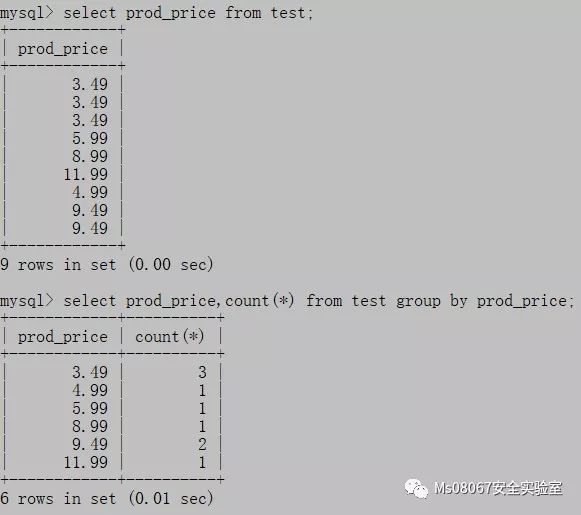 mysql> select prod_price from test;
+------------+
| prod_price |
+------------+
|       3.49 |
|       3.49 |
|       3.49 |
|       5.99 |
|       8.99 |
|      11.99 |
|       4.99 |
|       9.49 |
|       9.49 |
+------------+
9 rows in set (0.00 sec)
mysql> select prod_price,count(*) from test group by prod_price;
+------------+----------+
| prod_price | count(*) |
+------------+----------+
|       3.49 |        3 |
|       4.99 |        1 |
|       5.99 |        1 |
|       8.99 |        1 |
|       9.49 |        2 |
|      11.99 |        1 |
+------------+----------+
6 rows in set (0.01 sec)
Ms08067安全实验室